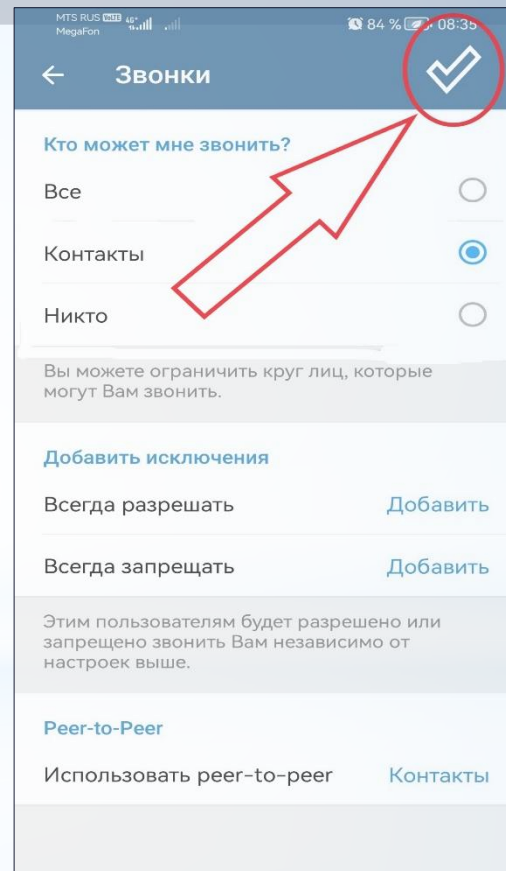 MTS RUS VoLTE 4G+
MegaFon
84 % 08:35
Звонки
Кто может мне звонить?
Все
Контакты
Никто
Вы можете ограничить круг лиц, которые
могут Вам звонить.
Добавить исключения
Всегда разрешать Добавить
Всегда запрещать Добавить
Этим пользователям будет разрешено или
запрещено звонить Вам независимо от
настроек выше.
Peer-to-Peer
Использовать peer-to-peer Контакты